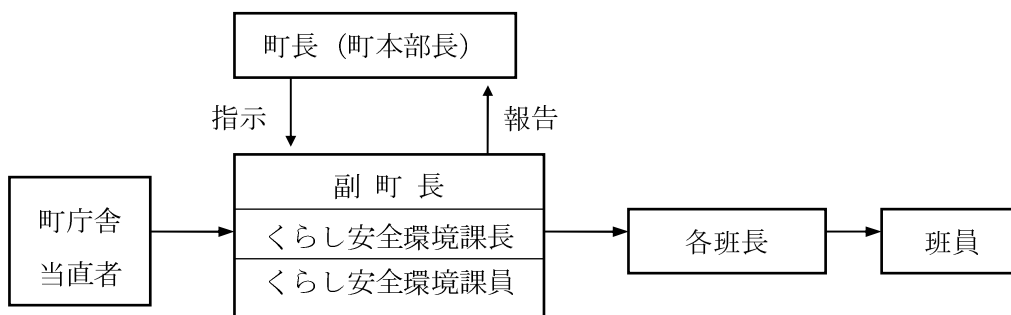 町長（町本部長）
指示
報告
町庁舎
当直者
副 町 長
くらし安全環境課長
くらし安全環境課員
各班長
班員